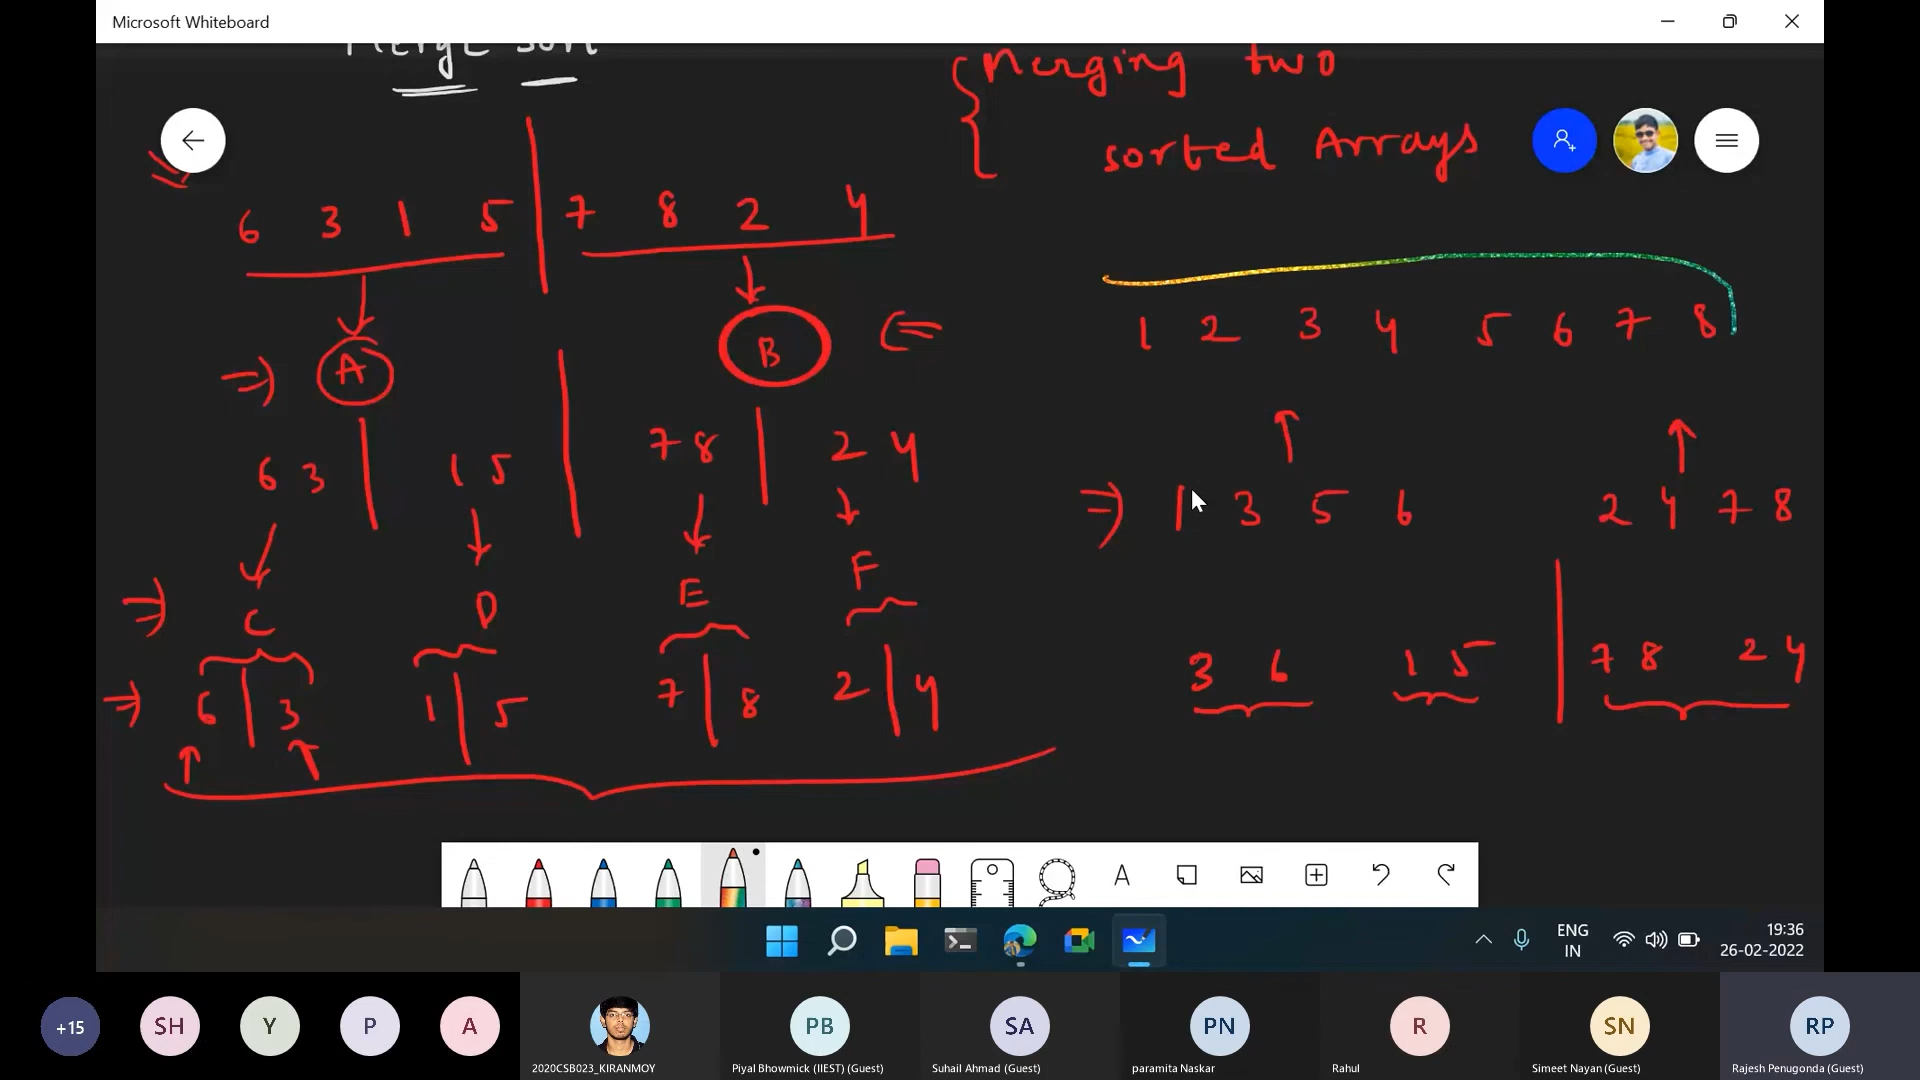 Microsoft Whiteboard
Merge sort
Merging two
sorted Arrays
6 3 1 5 7 8 2 4
1 2 3 4 5 6 7 8
A
B
6 3 1 5 7 8 2 4
1 3 5 6 2 4 7 8
C D E F
6 3 1 5 7 8 2 4
3 6 1 5 7 8 2 4
A
ENG
IN
19:36
26-02-2022
+15
SH
Y
P
A
PB
SA
PN
R
SN
RP
2020CSB023_KIRANMOY
Piyal Bhowmick (IIEST) (Guest)
Suhail Ahmad (Guest)
paramita Naskar
Rahul
Simeet Nayan (Guest)
Rajesh Penugonda (Guest)